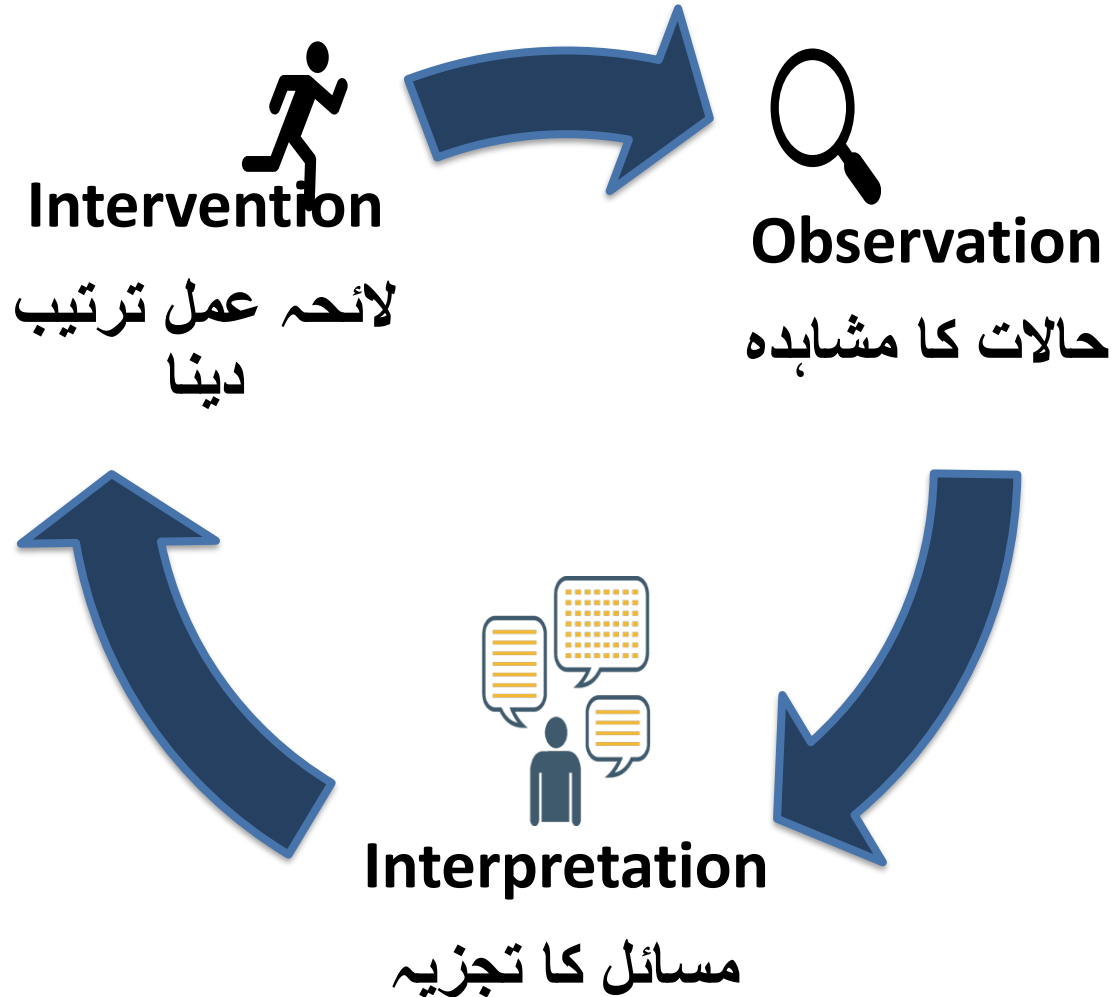 Intervention
لائحہ عمل ترتیب
دینا
Observation
حالات کا مشاہدہ
Interpretation
مسائل کا تجزیہ